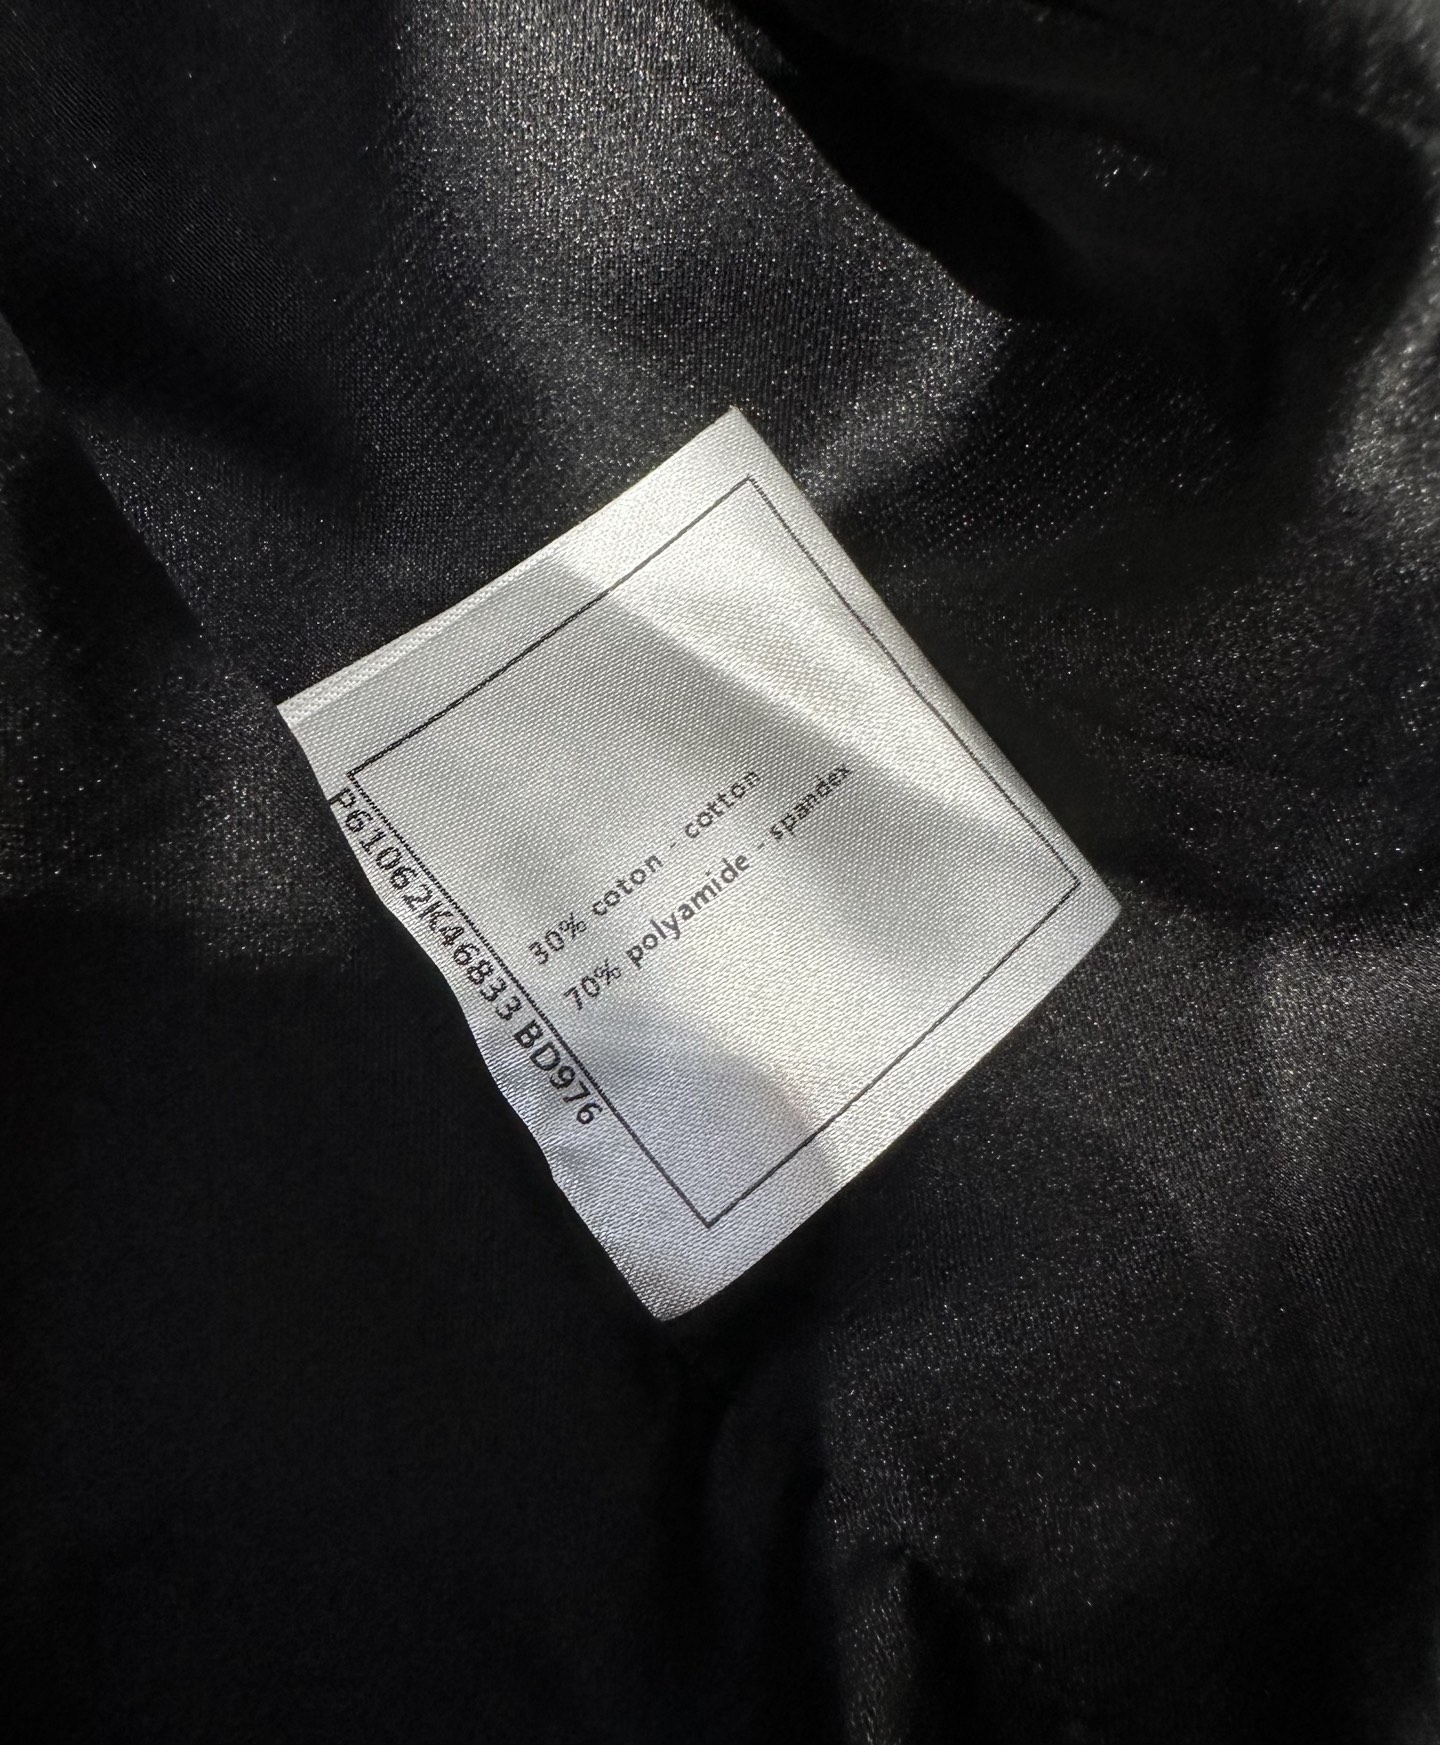 30% coton - cotton
70% polyamide - spandex
P61062K46833 BD976